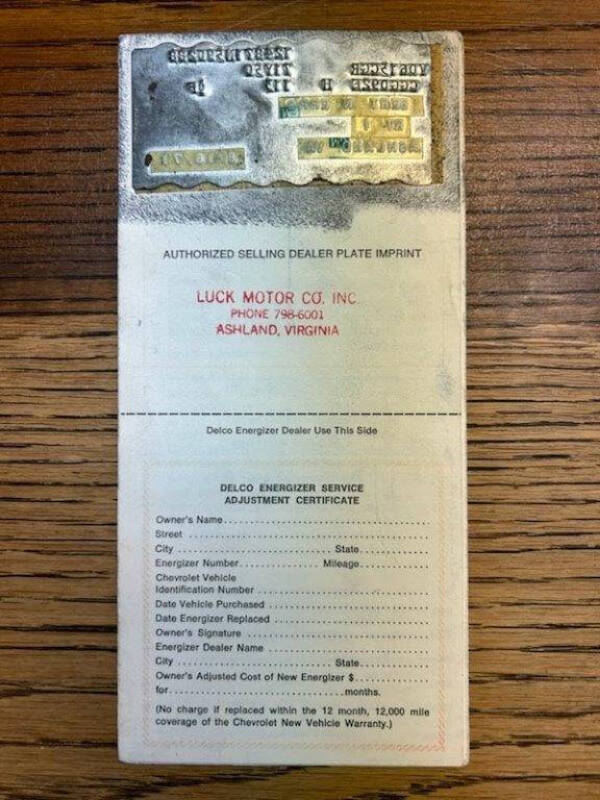 AUTHORIZED SELLING DEALER PLATE IMPRINT
LUCK MOTOR CO. INC
PHONE 798-6001
ASHLAND, VIRGINIA
Delco Energizer Dealer Use This Side
DELCO ENERGIZER SERVICE
ADJUSTMENT CERTIFICATE
Owner's Name
Street
City State
Energizer Number Mileage
Chevrolet Vehicle
Identification Number
Date Vehicle Purchased
Date Energizer Replaced
Owner's Signature
Energizer Dealer Name
City State
Owner's Adjusted Cost of New Energizer $
for months.
(No charge if replaced within the 12 month, 12,000 mile
coverage of the Chevrolet New Vehicle Warranty.)